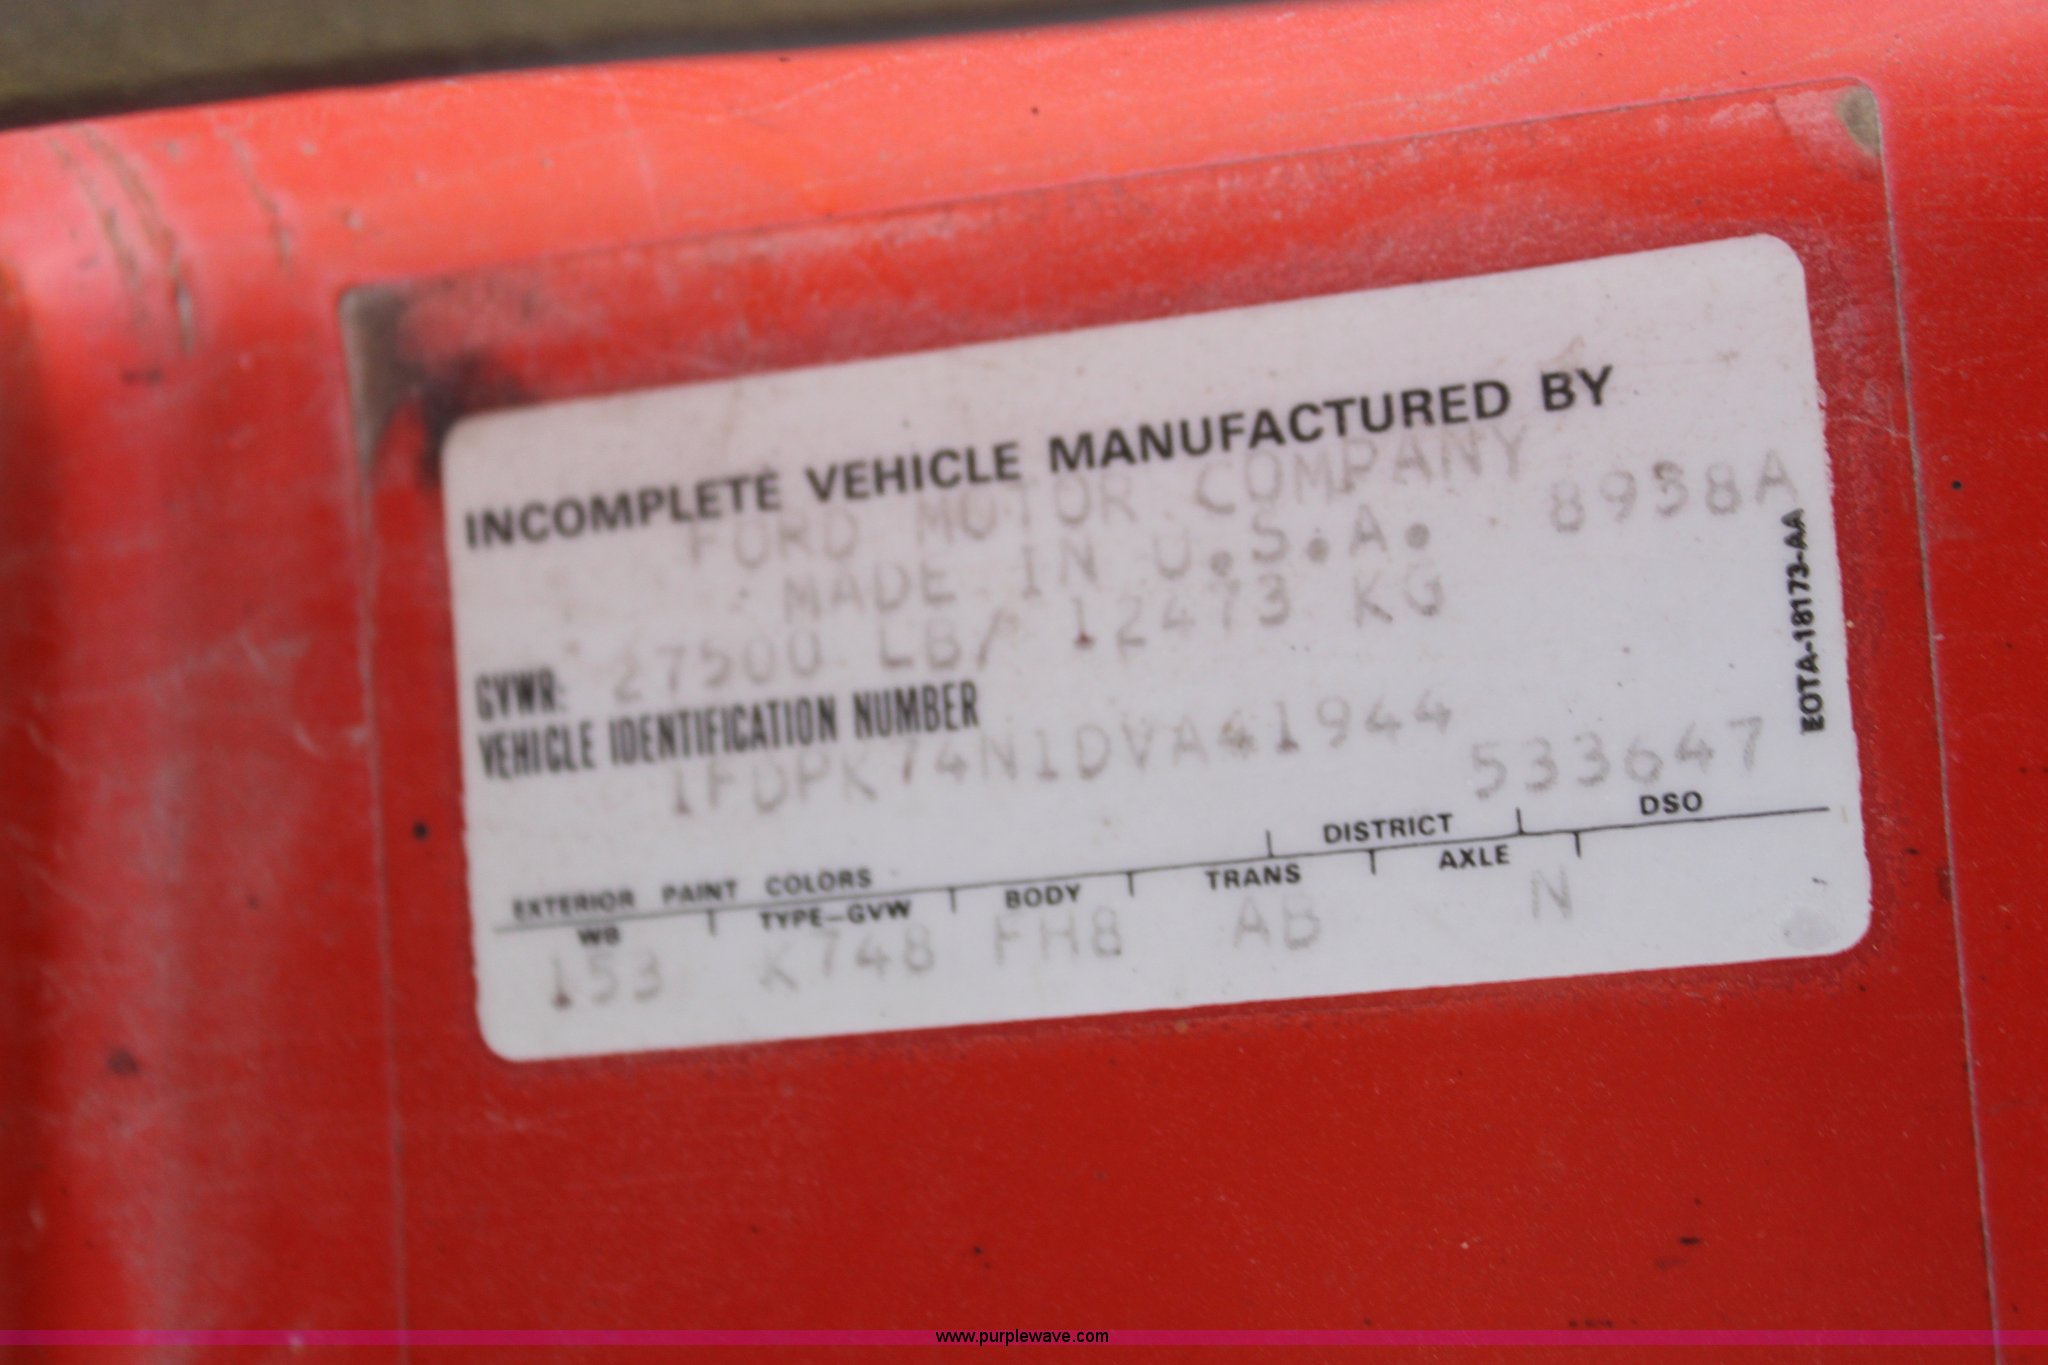 INCOMPLETE VEHICLE MANUFACTURED BY
FORD MOTOR COMPANY
MADE IN U.S.A. 8958A
GVWR: 27500 LB/ 12473 KG
VEHICLE IDENTIFICATION NUMBER
1FDPK74N1DVA41944
533647
EXTERIOR PAINT COLORS DISTRICT DSO
WB TYPE-GVW BODY TRANS AXLE
153 K748 FH8 AB N
EOTA-18173-AA
www.purplewave.com